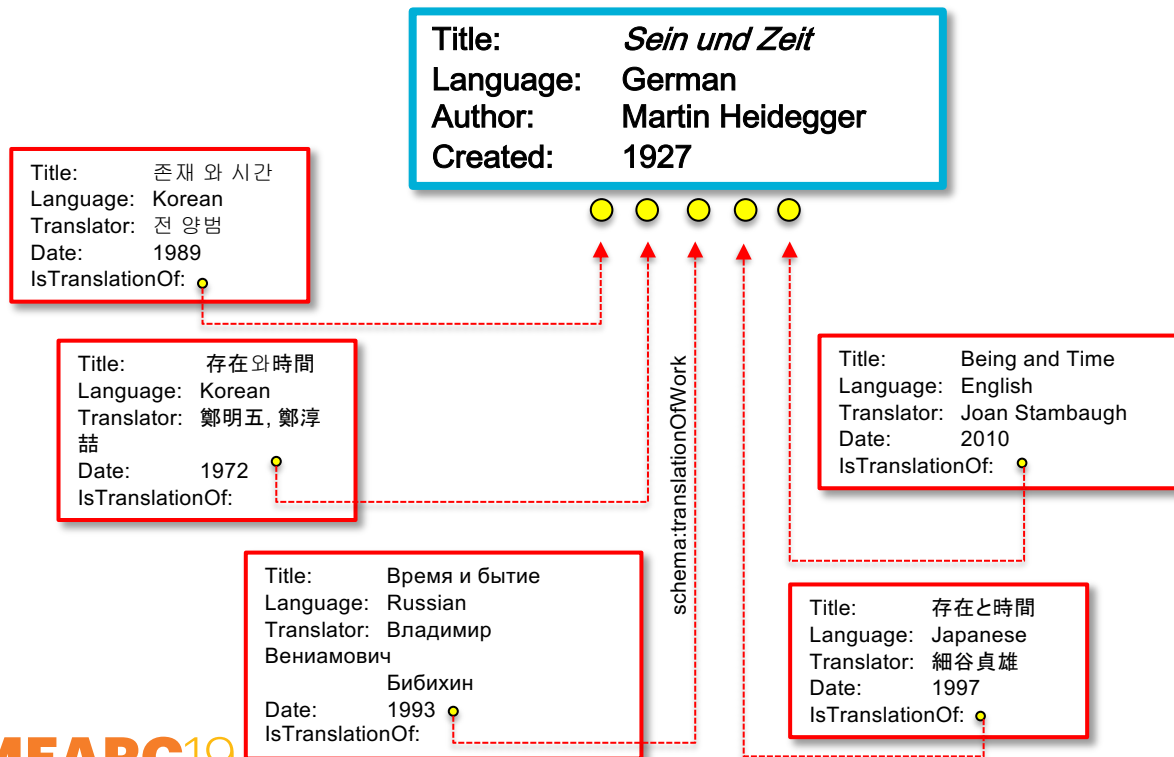 Title: Sein und Zeit
Language: German
Author: Martin Heidegger
Created: 1927
Title: 존재 와 시간
Language: Korean
Translator: 전 양범
Date: 1989
IsTranslationOf:
Title: 存在와時間
Language: Korean
Translator: 鄭明五, 鄭淳
喆
Date: 1972
IsTranslationOf:
schema:translationOfWork
Title: Being and Time
Language: English
Translator: Joan Stambaugh
Date: 2010
IsTranslationOf:
Title: Время и бытие
Language: Russian
Translator: Владимир
Вениамович
Бибихин
Date: 1993
IsTranslationOf:
Title: 存在と時間
Language: Japanese
Translator: 細谷貞雄
Date: 1997
IsTranslationOf: